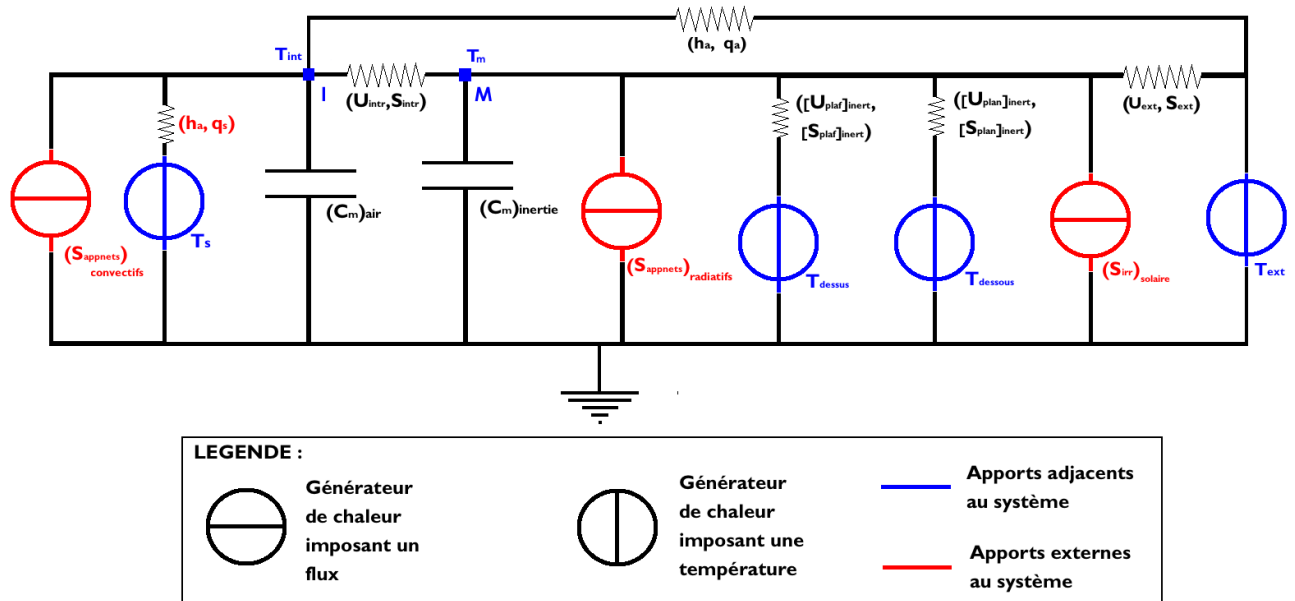 (ha, qa)
Tint
I
(Uintr,Sintr)
Tm
M
([Uplaf]inert,
[Splaf]inert)
([Uplan]inert,
[Splan]inert)
(Uext, Sext)
(ha, qs)
(Sappnets)
convectifs
Ts
(Cm)air
(Cm)inertie
(Sappnets)
radiatifs
Tdessus
Tdessous
(Sirr)
solaire
Text
LEGENDE :
Générateur
de chaleur
imposant un
flux
Générateur
de chaleur
imposant une
température
Apports adjacents
au système
Apports externes
au système